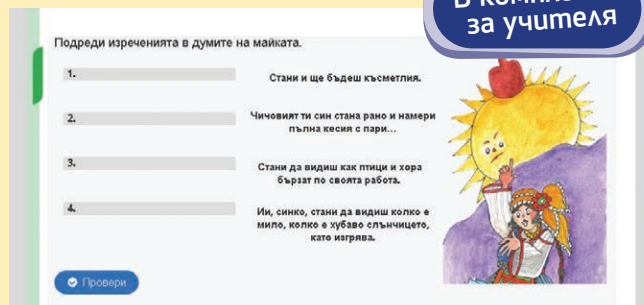 за учителя
Подреди изреченията в думите на майката.
1.
Стани и ще бъдеш късметлия.
2.
Чичовият ти син стана рано и намери
пълна кесия с пари...
3.
Стани да видиш как птици и хора
бързат по своята работа.
4.
Ии, синко, стани да видиш колко е
мило, колко е хубаво слънчицето,
като изгрява.
Провери